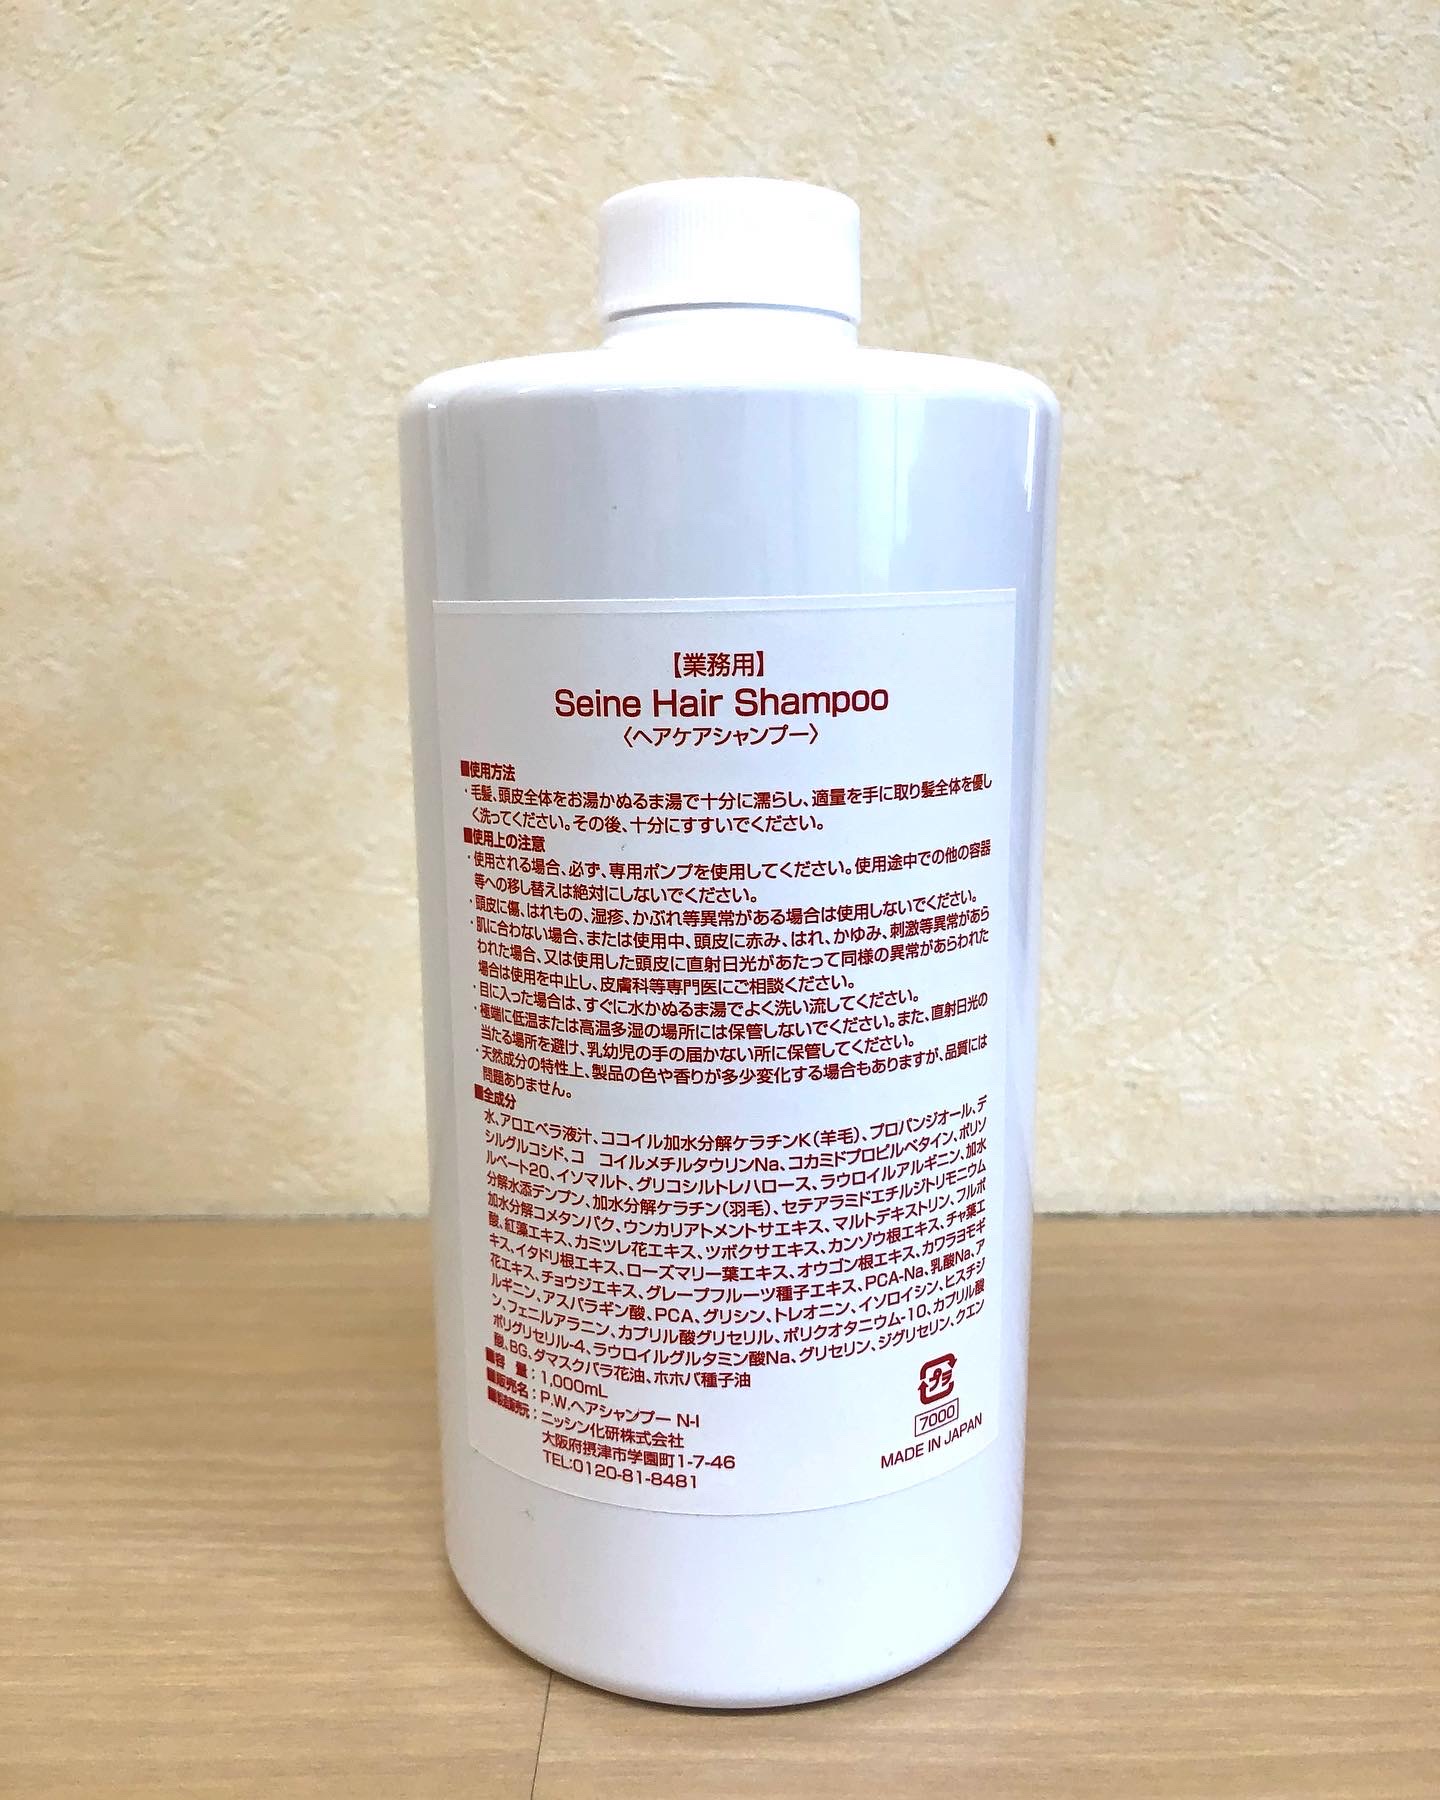 【業務用】
Seine Hair Shampoo
〈ヘアケアシャンプー〉
■使用方法
・毛髪、頭皮全体をお湯かぬるま湯で十分に濡らし、適量を手に取り髪全体を優し
く洗ってください。その後、十分にすすいでください。
■使用上の注意
・使用される場合、必ず、専用ポンプを使用してください。使用途中での他の容器
等への移し替えは絶対にしないでください。
・頭皮に傷、はれもの、湿疹、かぶれ等異常がある場合は使用しないでください。
・肌に合わない場合、または使用中、頭皮に赤み、はれ、かゆみ、刺激等異常があら
われた場合、又は使用した頭皮に直射日光があたって同様の異常があらわれた
場合は使用を中止し、皮膚科等専門医にご相談ください。
・目に入った場合は、すぐに水かぬるま湯でよく洗い流してください。
・極端に低温または高温多湿の場所には保管しないでください。また、直射日光の
当たる場所を避け、乳幼児の手の届かない所に保管してください。
・天然成分の特性上、製品の色や香りが多少変化する場合もありますが、品質には
問題ありません。
■全成分
水、アロエベラ液汁、ココイル加水分解ケラチンK(羊毛)、プロパンジオール、デ
シルグルコシド、コ コイルメチルタウリンNa、コカミドプロピルベタイン、ポリソ
ルベート20、イソマルト、グリコシルトレハロース、ラウロイルアルギニン、加水
分解水添デンプン、加水分解ケラチン(羽毛)、セテアラミドエチルジトリモニウム
加水分解コメタンパク、ウンカリアトメントサエキス、マルトデキストリン、フルボ
酸、紅藻エキス、カミツレ花エキス、ツボクサエキス、カンゾウ根エキス、チャ葉エ
キス、イタドリ根エキス、ローズマリー葉エキス、オウゴン根エキス、カワラヨモギ
花エキス、チョウジエキス、グレープフルーツ種子エキス、PCA-Na、乳酸Na、ア
ルギニン、アスパラギン酸、PCA、グリシン、トレオニン、イソロイシン、ヒスチジ
ン、フェニルアラニン、カプリル酸グリセリル、ポリクオタニウム-10、カプリル酸
ポリグリセリル-4、ラウロイルグルタミン酸Na、グリセリン、ジグリセリン、クエン
酸、BG、ダマスクバラ花油、ホホバ種子油
■容 量：1,000mL
■販売名：P.W.ヘアシャンプー N-I
■製造販売元：ニッシン化研株式会社
大阪府摂津市学園町1-7-46
TEL:0120-81-8481
プラ
7000
MADE IN JAPAN